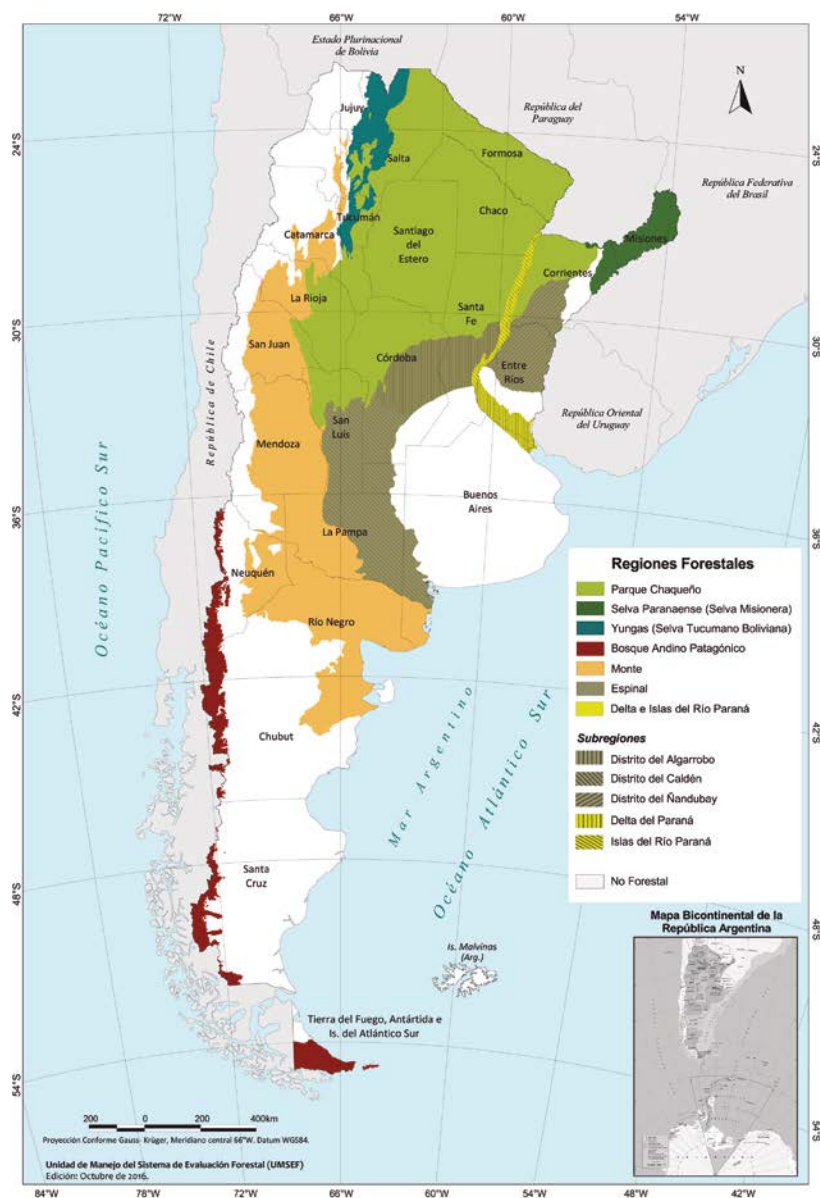 72°W
66°W
60°W
54°W
Estado Plurinacional
de Bolivia
N
Jujuy
República del
Paraguay
24°S
24°S
Salta
Formosa
República Federativa
del Brasil
Chaco
Tucumán
Misiones
Catamarca
Santiago
del
Estero
Corrientes
La Rioja
Santa
Fe
30°S
30°S
San Juan
Córdoba
Entre
Ríos
República de Chile
República Oriental
del Uruguay
San
Luis
Mendoza
Buenos
Aires
36°S
36°S
La Pampa
Océano Pacífico Sur
Neuquén
Río Negro
Regiones Forestales
Parque Chaqueño
Selva Paranaense (Selva Misionera)
Yungas (Selva Tucumano Boliviana)
Bosque Andino Patagónico
Monte
Espinal
Delta e Islas del Río Paraná
Subregiones
Distrito del Algarrobo
Distrito del Caldén
Distrito del Ñandubay
Delta del Paraná
Islas del Río Paraná
No Forestal
42°S
42°S
Chubut
Mar Argentino
Océano Atlántico Sur
48°S
48°S
Santa
Cruz
Mapa Bicontinental de la
República Argentina
Is. Malvinas
(Arg.)
Tierra del Fuego, Antártida e
Is. del Atlántico Sur
54°S
54°S
200 0 200 400km
Proyección Conforme Gauss- Krüger, Meridiano central 66°W. Datum WGS84.
Unidad de Manejo del Sistema de Evaluación Forestal (UMSEF)
Edición: Octubre de 2016.
84°W
78°W
72°W
66°W
60°W
54°W
48°W
42°W